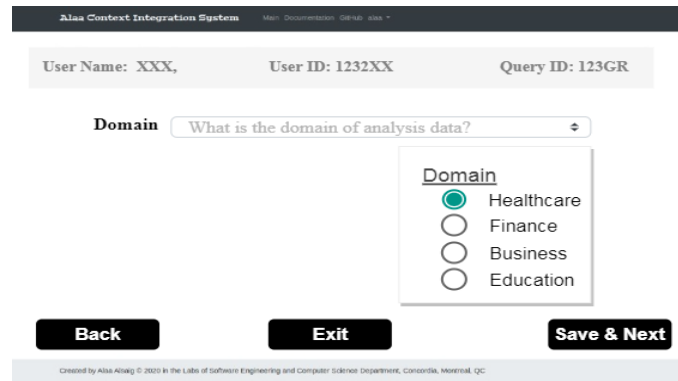 Alaa Context Integration System Main Documentation GitHub alaa
User Name: XXX, User ID: 1232XX Query ID: 123GR
Domain What is the domain of analysis data?
Domain
Healthcare
Finance
Business
Education
Back Exit Save & Next
Created by Alaa Alsaig © 2020 in the Labs of Software Engineering and Computer Science Department, Concordia, Montreal, QC